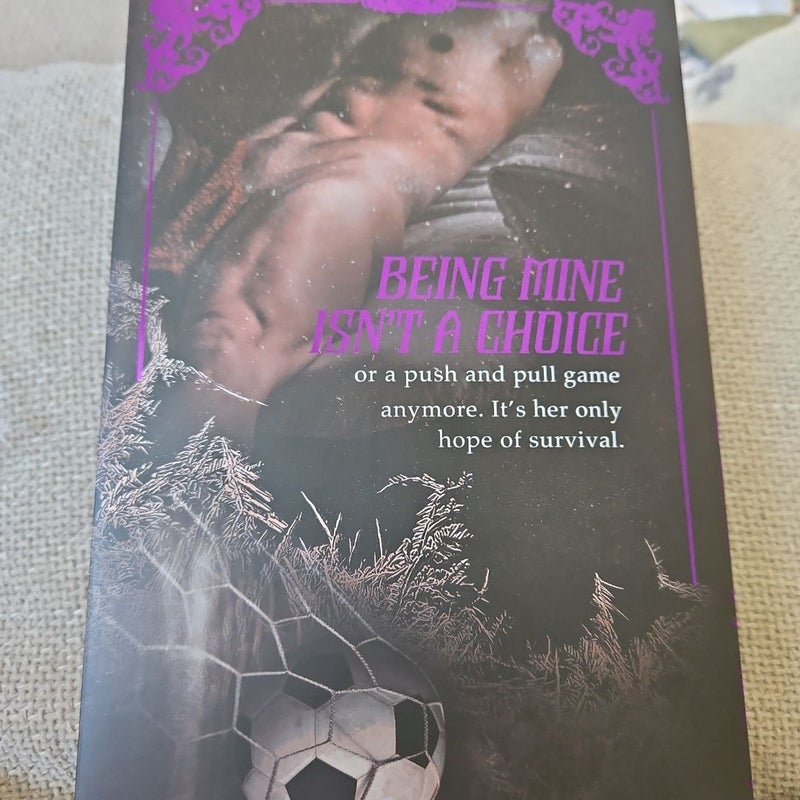 BEING MINE
ISN'T A CHOICE
or a push and pull game
anymore. It's her only
hope of survival.